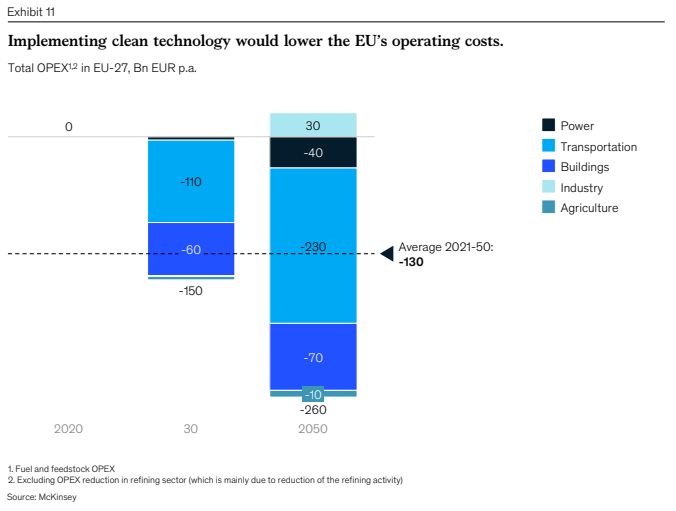 Exhibit 11
Implementing clean technology would lower the EU's operating costs.
Total OPEX¹,² in EU-27, Bn EUR p.a.
0
30
-40
-110
-230
-60
-150
-70
-10
-260
Power
Transportation
Buildings
Industry
Agriculture
Average 2021-50:
-130
2020
30
2050
1. Fuel and feedstock OPEX
2. Excluding OPEX reduction in refining sector (which is mainly due to reduction of the refining activity)
Source: McKinsey